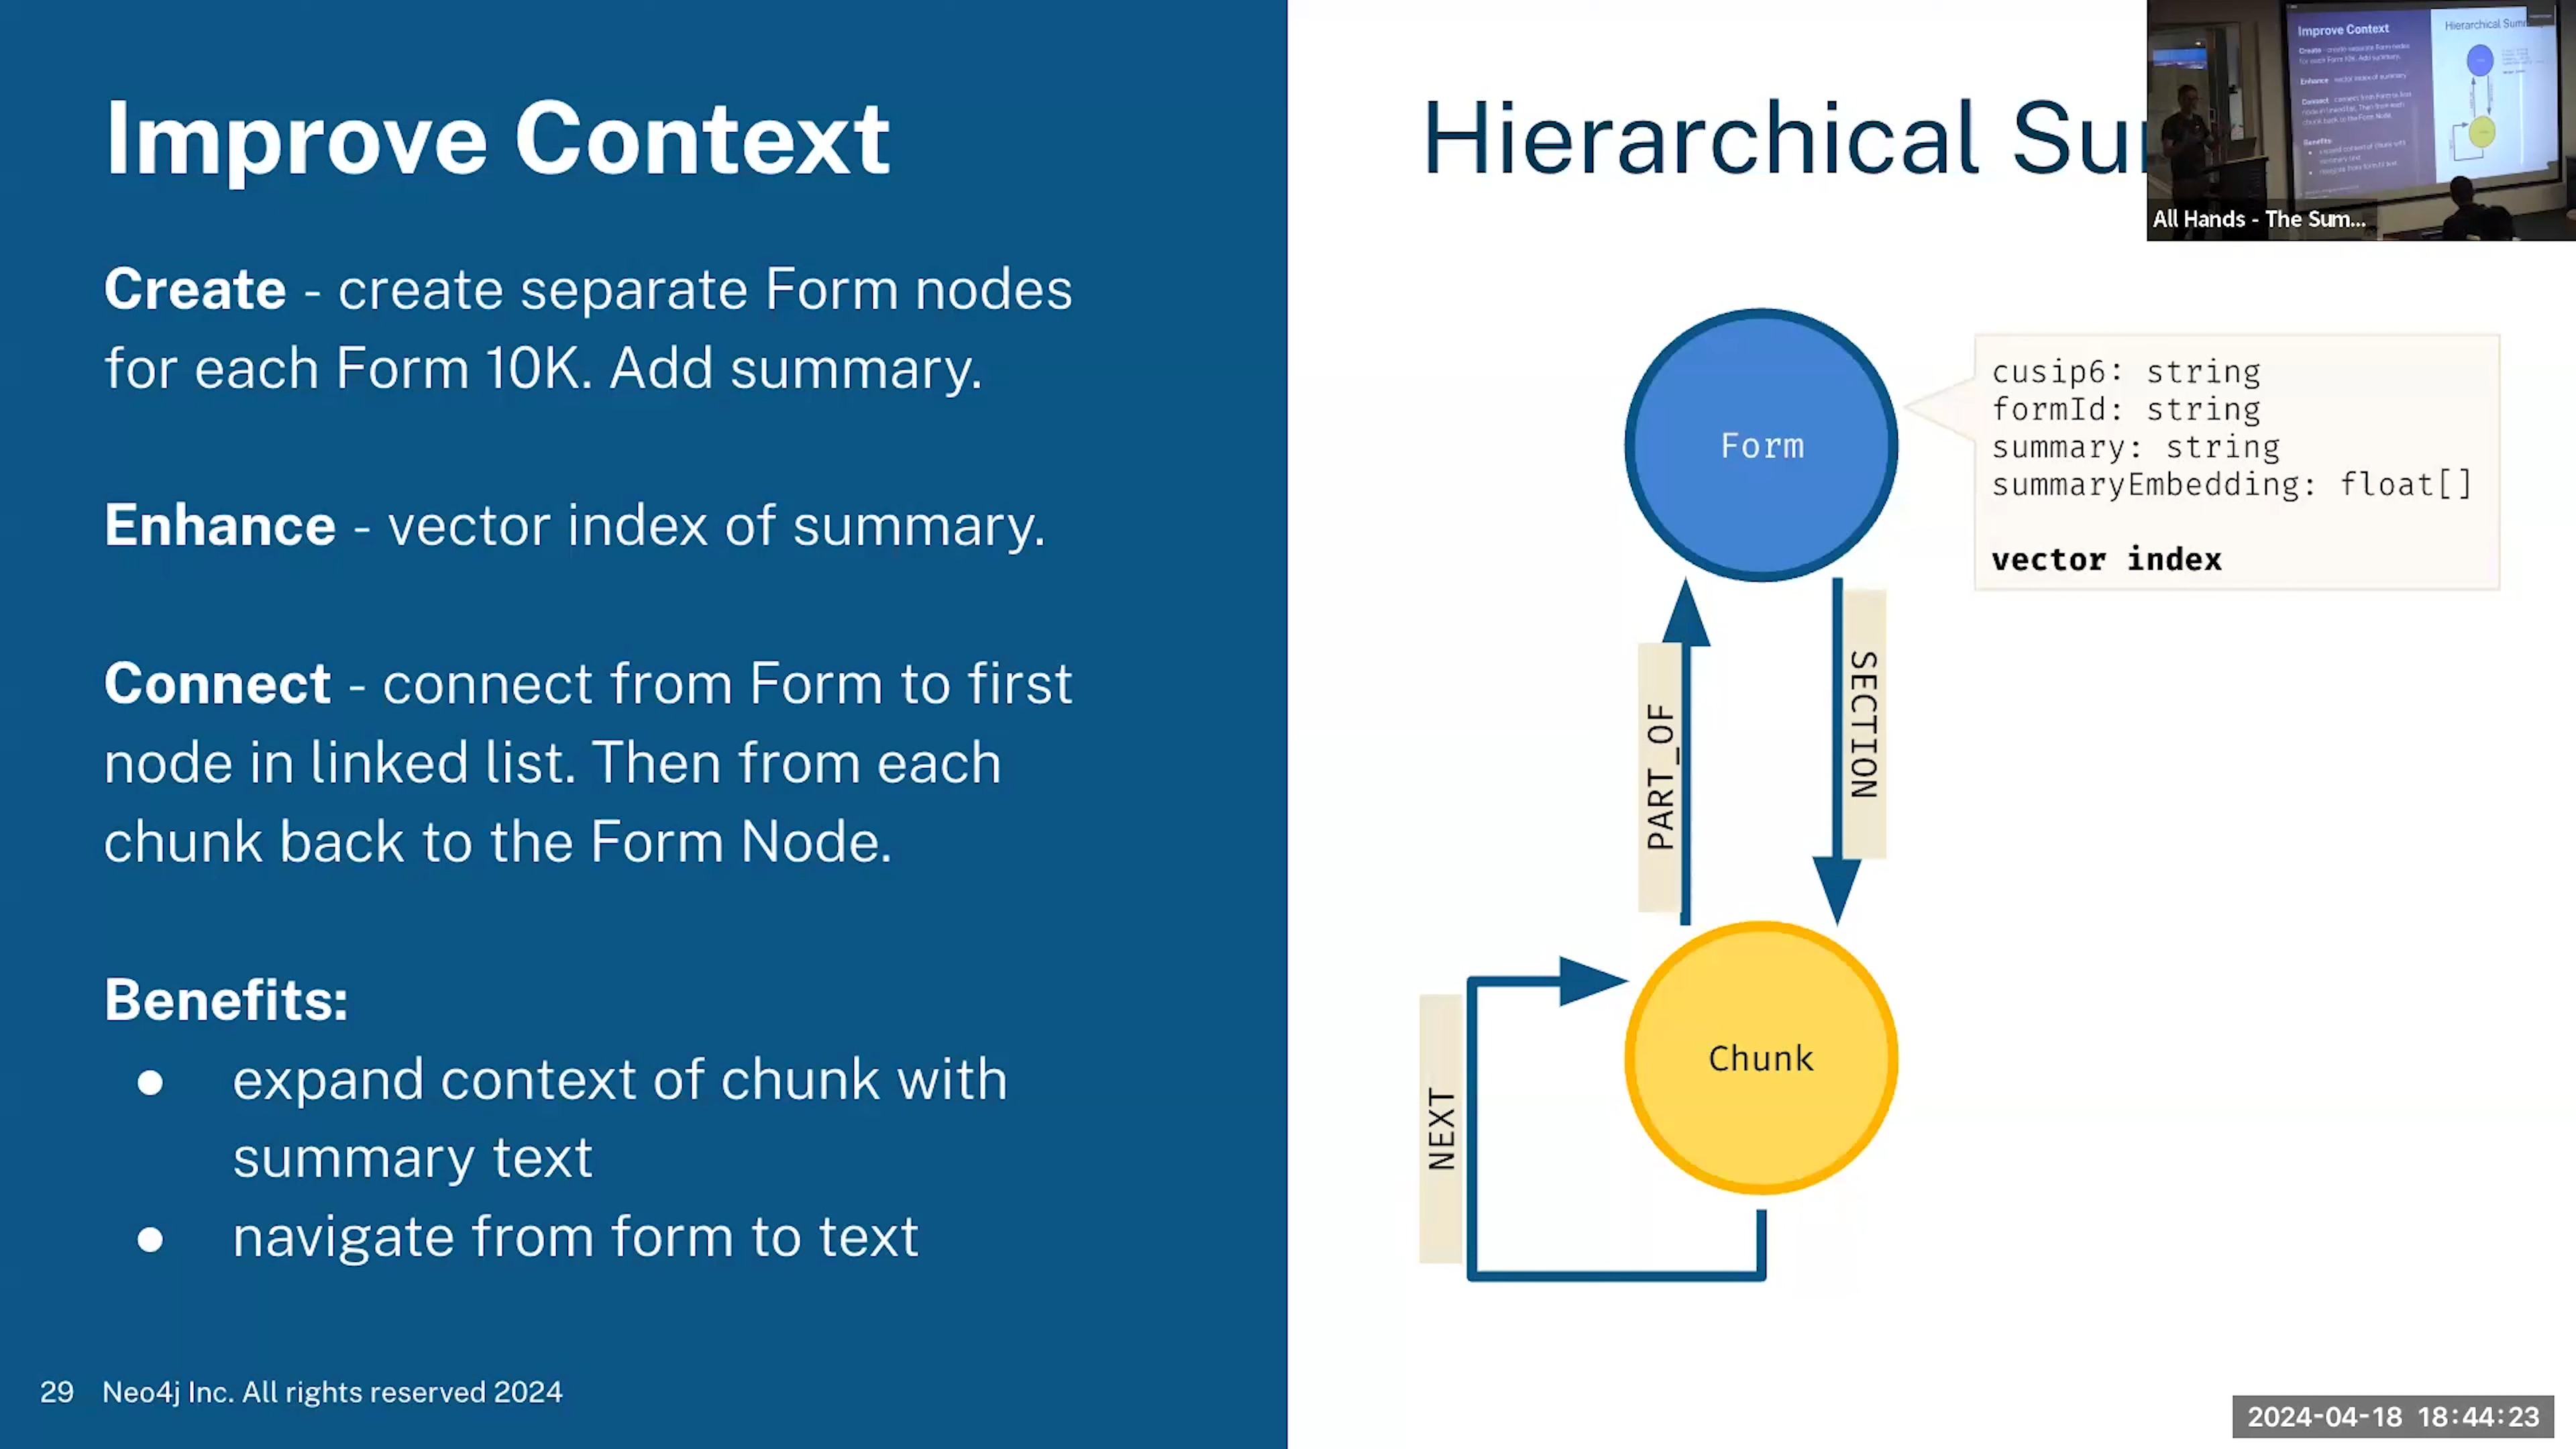 Improve Context
Create - create separate Form nodes
for each Form 10K. Add summary.
Enhance - vector index of summary.
Connect - connect from Form to first
node in linked list. Then from each
chunk back to the Form Node.
Benefits:
● expand context of chunk with
summary text
● navigate from form to text
29 Neo4j Inc. All rights reserved 2024
Hierarchical
Form
cusip6: string
formId: string
summary: string
summaryEmbedding: float[]
vector index
PART_OF
SECTION
Chunk
NEXT
Improve Context
Hierarchical
All Hands - The Sum...
2024-04-18 18:44:23